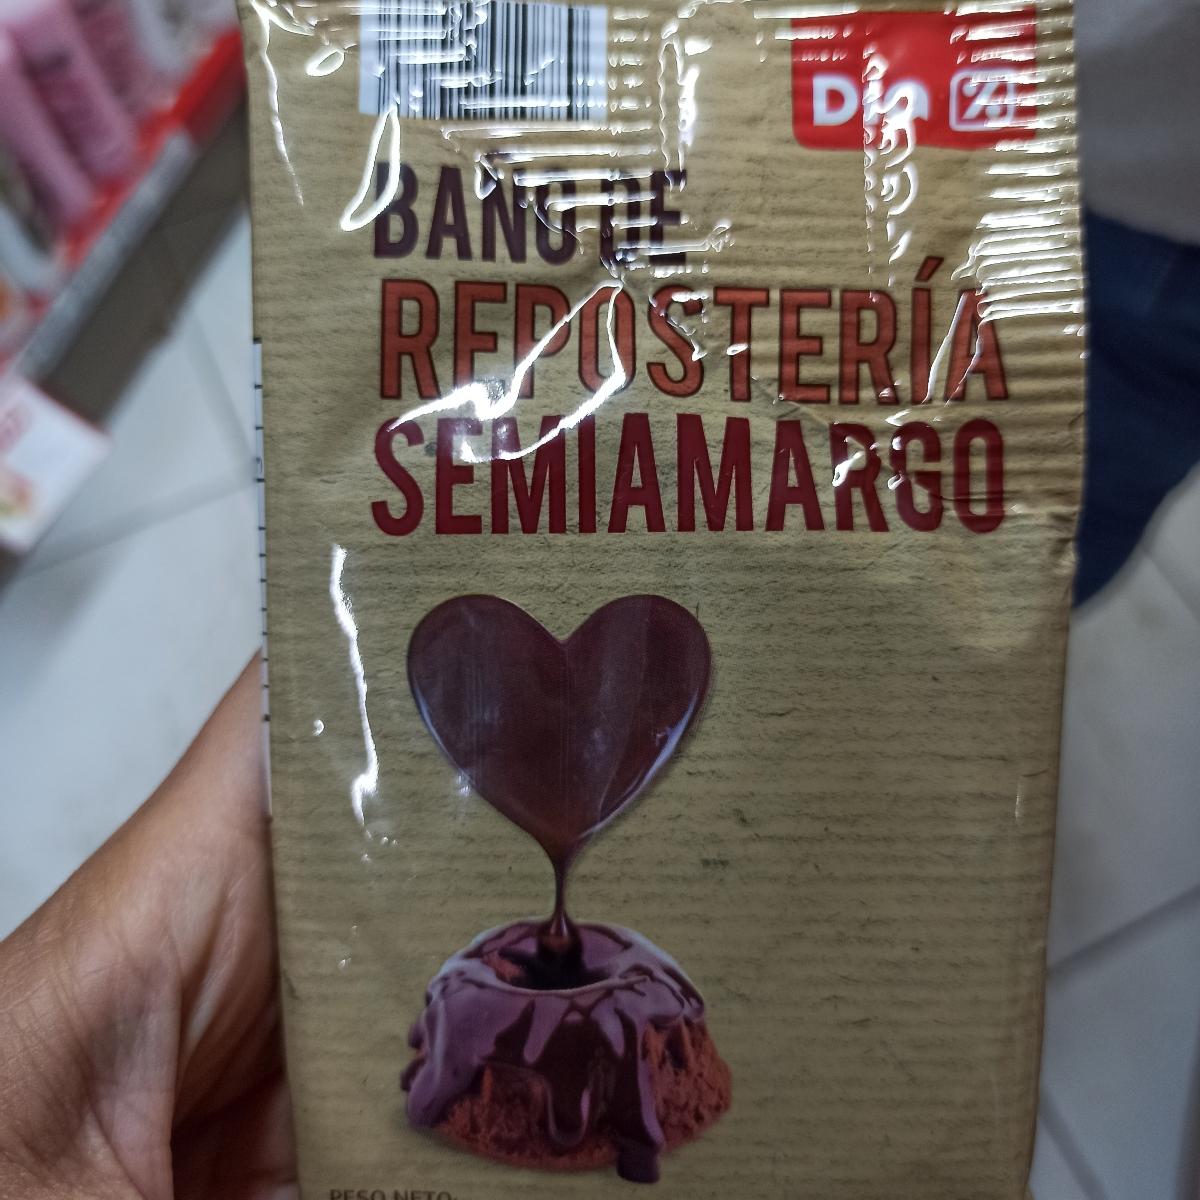 Dia %
BAÑO DE
REPOSTERÍA
SEMIAMARGO
PESO NETO: